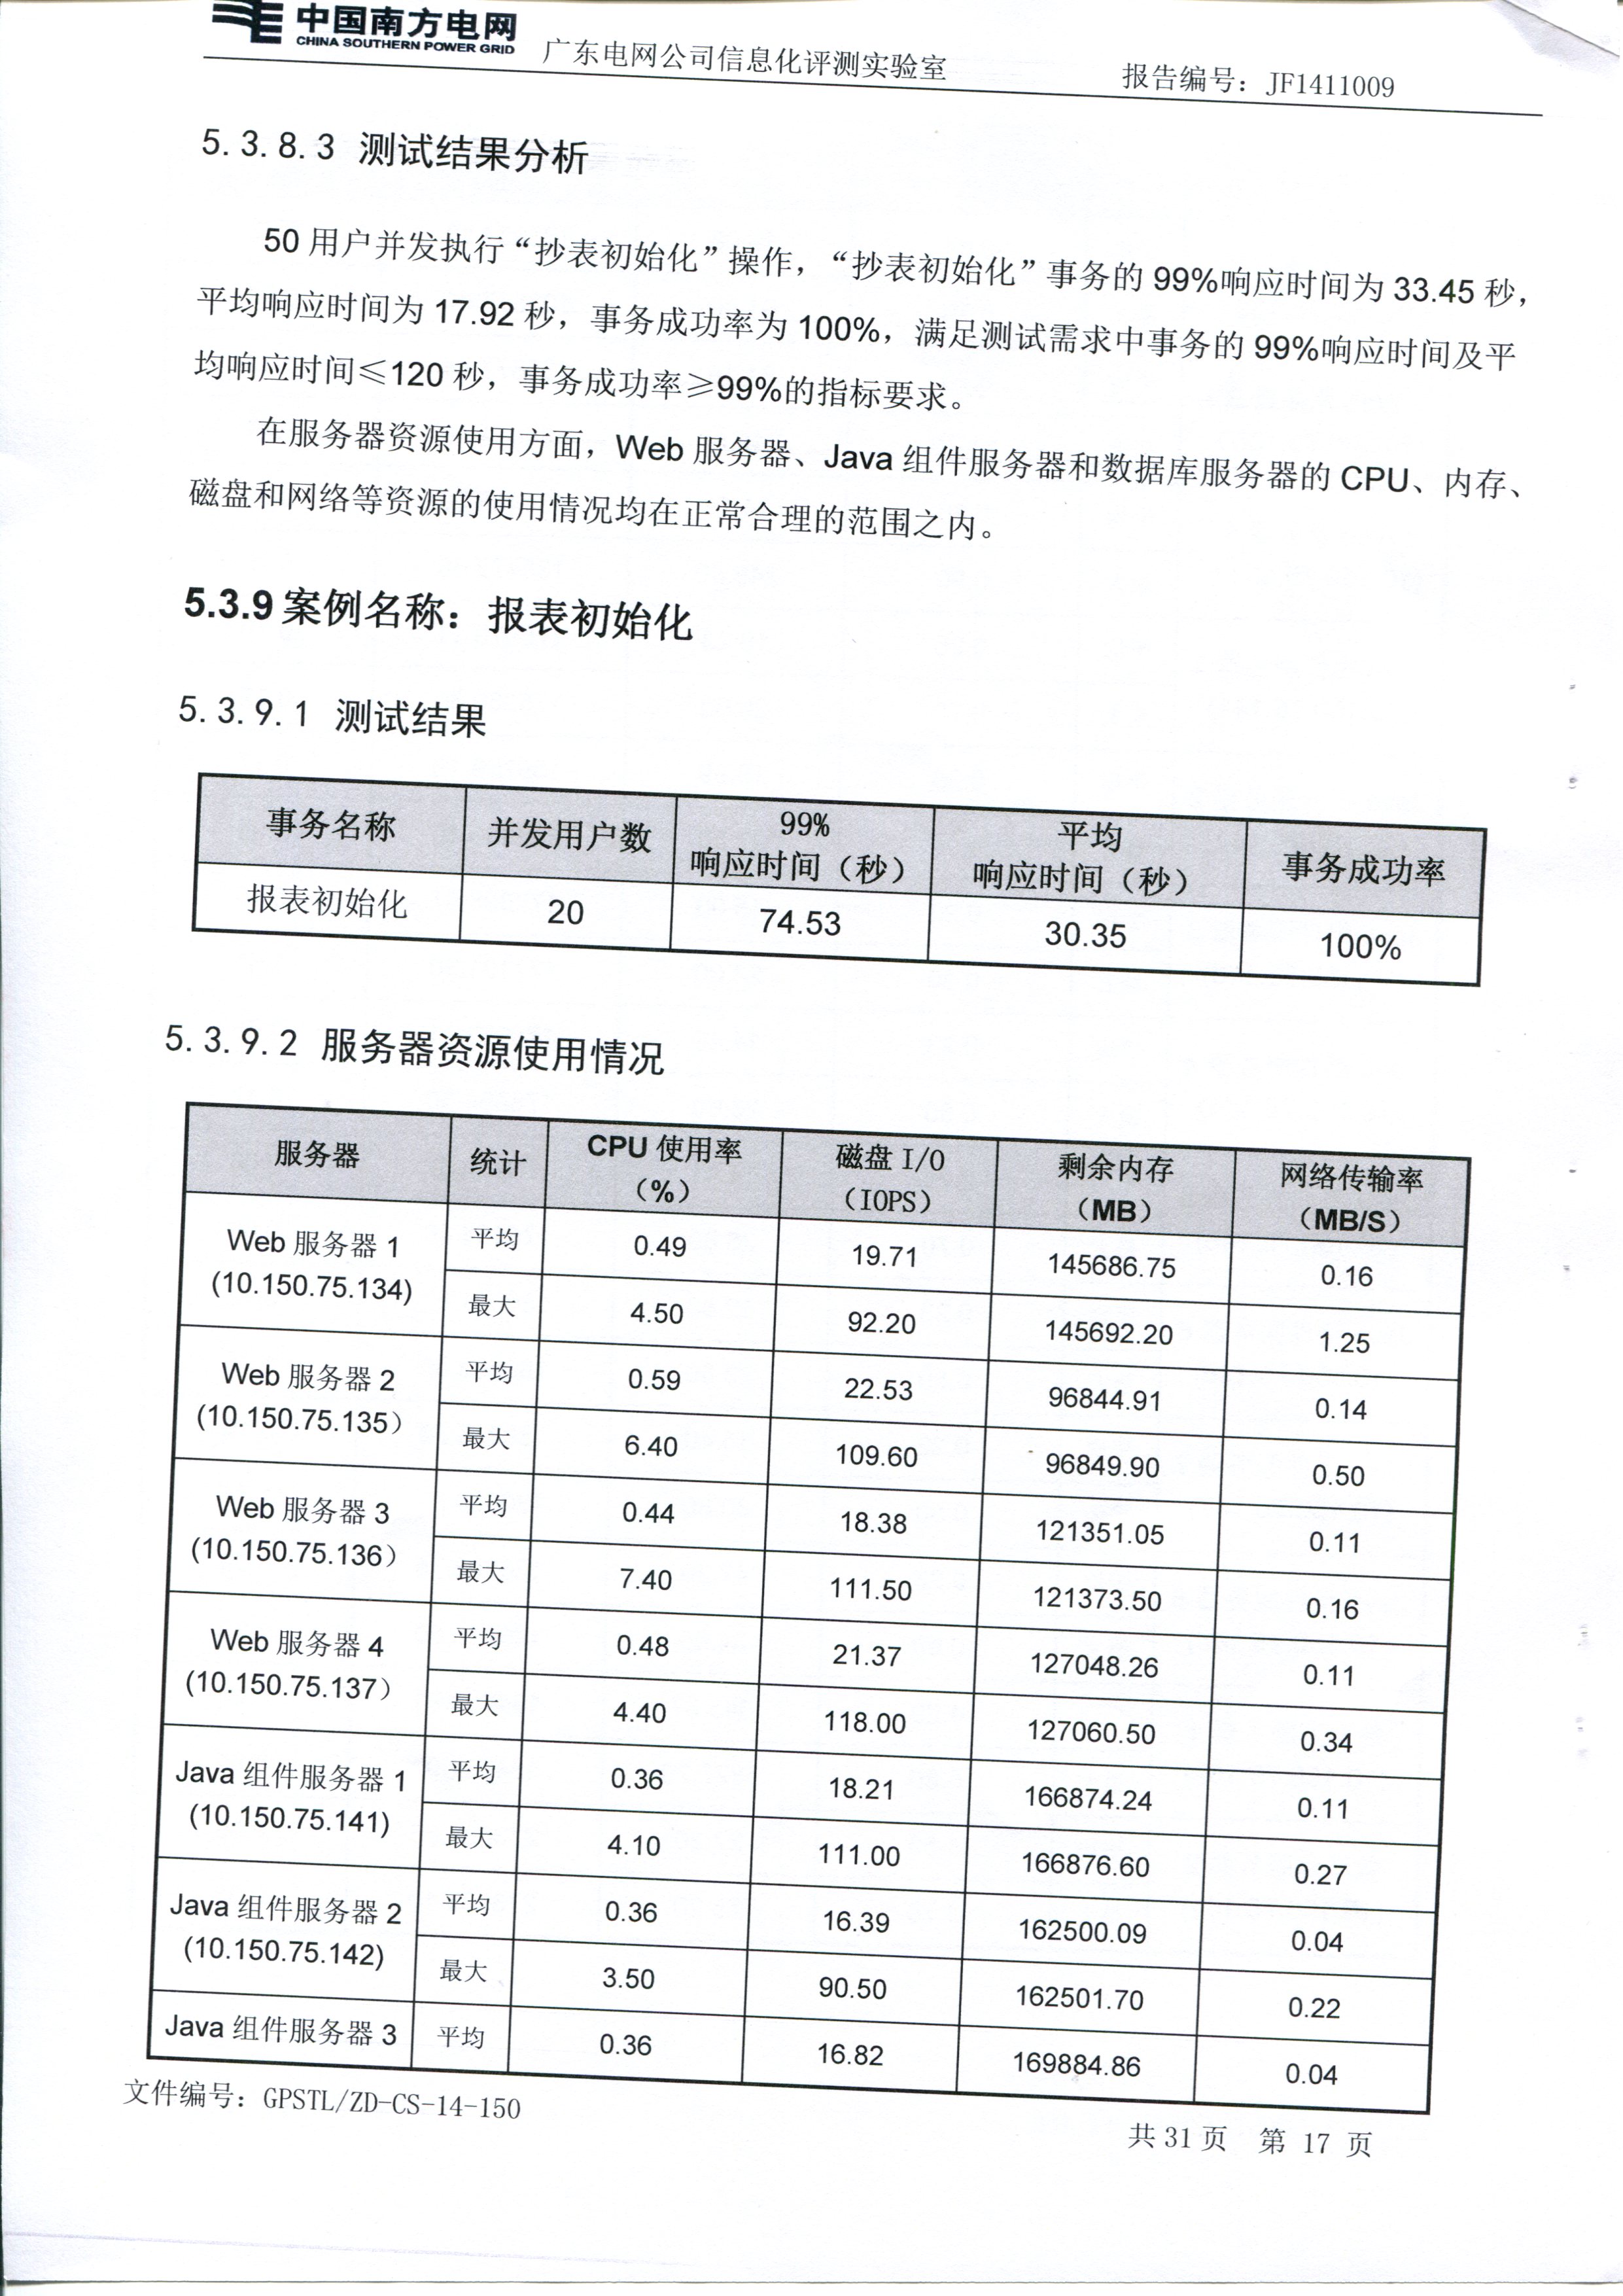 中国南方电网
CHINA SOUTHERN POWER GRID
广东电网公司信息化评测实验室
报告编号：JF1411009
5.3.8.3 测试结果分析
50 用户并发执行“抄表初始化”操作，“抄表初始化”事务的 99%响应时间为 33.45 秒，
平均响应时间为 17.92 秒，事务成功率为 100%，满足测试需求中事务的 99%响应时间及平
均响应时间≤120 秒，事务成功率≥99%的指标要求。
在服务器资源使用方面，Web 服务器、Java 组件服务器和数据库服务器的 CPU、内存、
磁盘和网络等资源的使用情况均在正常合理的范围之内。
5.3.9 案例名称：报表初始化
5.3.9.1 测试结果
事务名称 并发用户数 99% 响应时间（秒） 平均 响应时间（秒） 事务成功率
报表初始化 20 74.53 30.35 100%
5.3.9.2 服务器资源使用情况
服务器 统计 CPU 使用率（%） 磁盘 I/O（IOPS） 剩余内存（MB） 网络传输率（MB/S）
Web 服务器 1 (10.150.75.134) 平均 0.49 19.71 145686.75 0.16
最大 4.50 92.20 145692.20 1.25
Web 服务器 2 (10.150.75.135） 平均 0.59 22.53 96844.91 0.14
最大 6.40 109.60 96849.90 0.50
Web 服务器 3 (10.150.75.136） 平均 0.44 18.38 121351.05 0.11
最大 7.40 111.50 121373.50 0.16
Web 服务器 4 (10.150.75.137） 平均 0.48 21.37 127048.26 0.11
最大 4.40 118.00 127060.50 0.34
Java 组件服务器 1 (10.150.75.141) 平均 0.36 18.21 166874.24 0.11
最大 4.10 111.00 166876.60 0.27
Java 组件服务器 2 (10.150.75.142) 平均 0.36 16.39 162500.09 0.04
最大 3.50 90.50 162501.70 0.22
Java 组件服务器 3 平均 0.36 16.82 169884.86 0.04
文件编号：GPSTL/ZD-CS-14-150
共 31 页 第 17 页